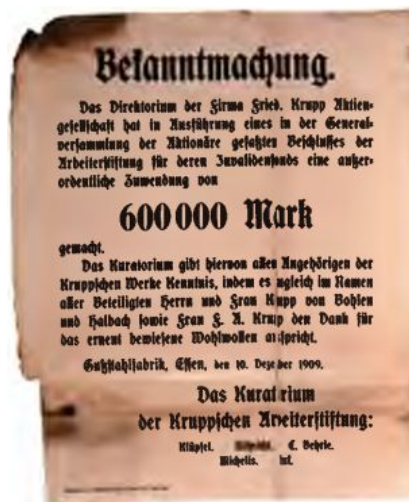 Bekanntmachung.
Das Direktorium der Firma Fried. Krupp Aktien-
gesellschaft hat in Ausführung eines in der General-
versammlung der Aktionäre gefaßten Beschlusses der
Arbeiterstiftung für deren Invalidenfonds eine außer-
ordentliche Zuwendung von
600000 Mark
gemacht.
Das Kuratorium gibt hiervon allen Angehörigen der
Kruppschen Werke Kenntnis, indem es zugleich im Namen
aller Beteiligten Herrn und Frau Krupp von Bohlen
und Halbach sowie Frau F. A. Krupp den Dank für
das erneut bewiesene Wohlwollen ausspricht.
Gußstahlfabrik, Essen, den 10. Dezember 1909.
Das Kuratorium
der Kruppschen Arbeiterstiftung:
Klüpfel. C. Behrle.
Michelis.